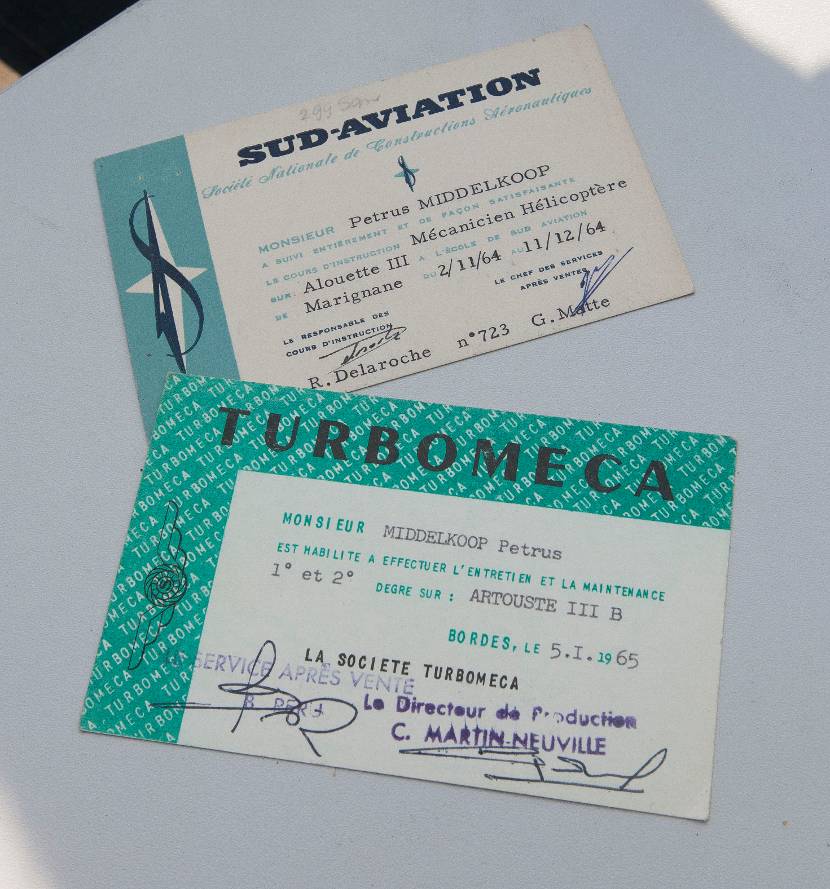 299 Sqn
SUD-AVIATION
Société Nationale de Constructions Aéronautiques
MONSIEUR Petrus MIDDELKOOP
A SUIVI ENTIÈREMENT ET DE FAÇON SATISFAISANTE
LE COURS D'INSTRUCTION Mécanicien Hélicoptère
SUR: Alouette III A L'ÉCOLE DE SUD AVIATION
DE Marignane DU 2/11/64 AU 11/12/64
LE RESPONSABLE DES
COURS D'INSTRUCTION
LE CHEF DES SERVICES
APRÈS VENTES
R. Delaroche n°723 G. Matte
TURBOMECA
MONSIEUR MIDDELKOOP Petrus
EST HABILITE A EFFECTUER L'ENTRETIEN ET LA MAINTENANCE
1° et 2° DEGRE SUR : ARTOUSTE III B
BORDES, LE 5.I.1965
LA SOCIETE TURBOMECA
SERVICE APRÈS VENTE
Le Directeur de Production
C. MARTIN-NEUVILLE